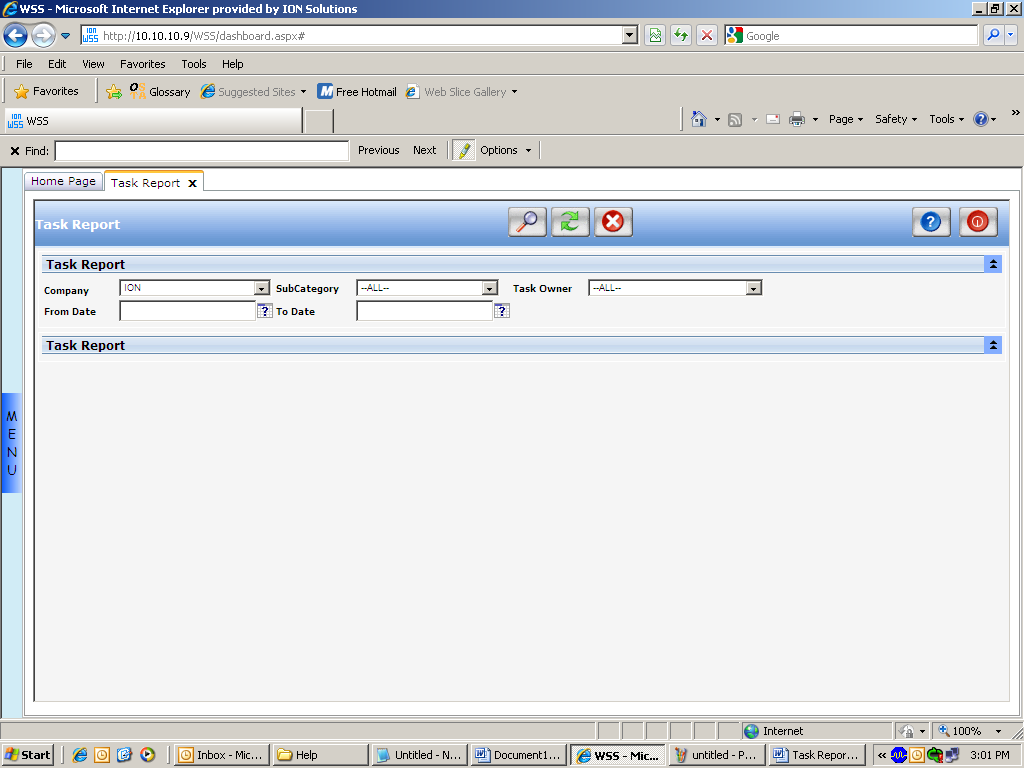 WSS - Microsoft Internet Explorer provided by ION Solutions
ION WSS http://10.10.10.9/WSS/dashboard.aspx# Google
File Edit View Favorites Tools Help
Favorites Glossary Suggested Sites Free Hotmail Web Slice Gallery
ION WSS WSS Page Safety Tools
Find: Previous Next Options
Home Page Task Report x
Task Report
Task Report
Company ION SubCategory --ALL-- Task Owner --ALL--
From Date ? To Date ?
Task Report
M
E
N
U
Internet 100%
Start Inbox - Mic... Help Untitled - N... Document1... WSS - Mic... untitled - P... Task Repor... « 3:01 PM